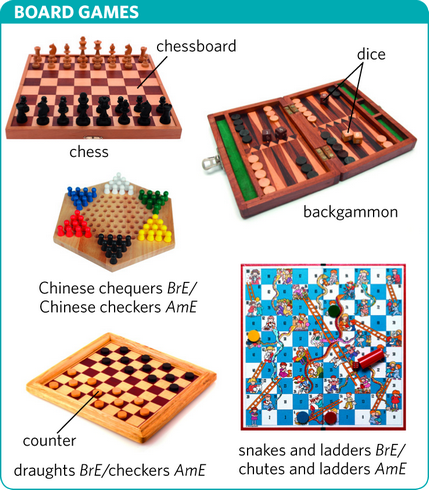 BOARD GAMES
chessboard
dice
chess
backgammon
Chinese chequers BrE/
Chinese checkers AmE
counter
draughts BrE/checkers AmE
snakes and ladders BrE/
chutes and ladders AmE